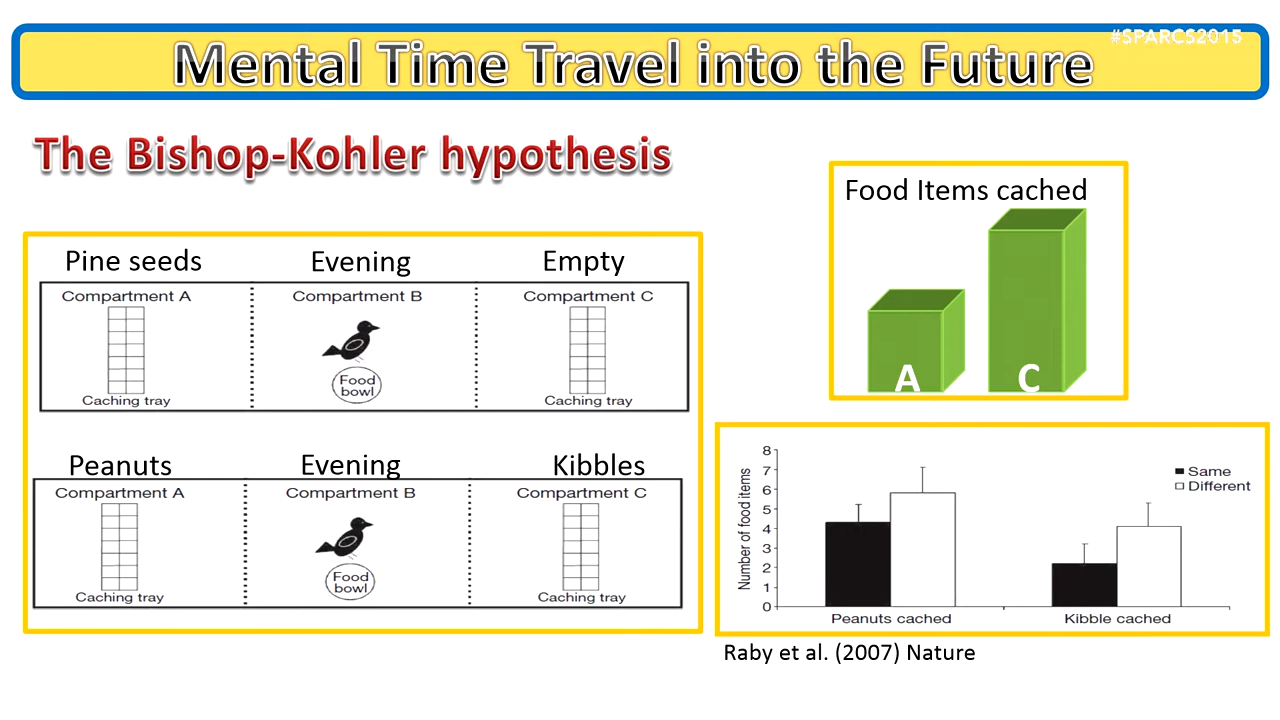 #SPARCS2015
Mental Time Travel into the Future
The Bishop-Kohler hypothesis
Pine seeds Evening Empty
Compartment A Compartment B Compartment C
Food
bowl
Caching tray Caching tray
Peanuts Evening Kibbles
Compartment A Compartment B Compartment C
Food
bowl
Caching tray Caching tray
Food Items cached
A C
Number of food items
8
7
6
5
4
3
2
1
0
Same
Different
Peanuts cached Kibble cached
Raby et al. (2007) Nature